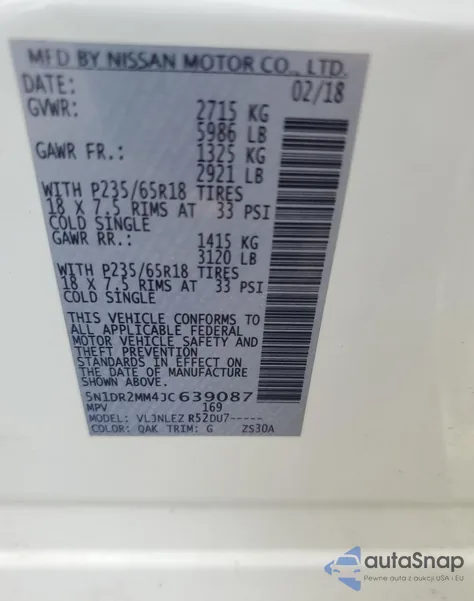 MFD BY NISSAN MOTOR CO., LTD.
DATE: 02/18
GVWR: 2715 KG
5986 LB
GAWR FR.: 1325 KG
2921 LB
WITH P235/65R18 TIRES
18 X 7.5 RIMS AT 33 PSI
COLD SINGLE
GAWR RR.: 1415 KG
3120 LB
WITH P235/65R18 TIRES
18 X 7.5 RIMS AT 33 PSI
COLD SINGLE
THIS VEHICLE CONFORMS TO
ALL APPLICABLE FEDERAL
MOTOR VEHICLE SAFETY AND
THEFT PREVENTION
STANDARDS IN EFFECT ON
THE DATE OF MANUFACTURE
SHOWN ABOVE.
5N1DR2MM4JC639087
MPV 169
MODEL: VLJNLEZ R52DU7-----
COLOR: QAK TRIM: G ZS30A
autoSnap
Pewne auta z aukcji USA i EU